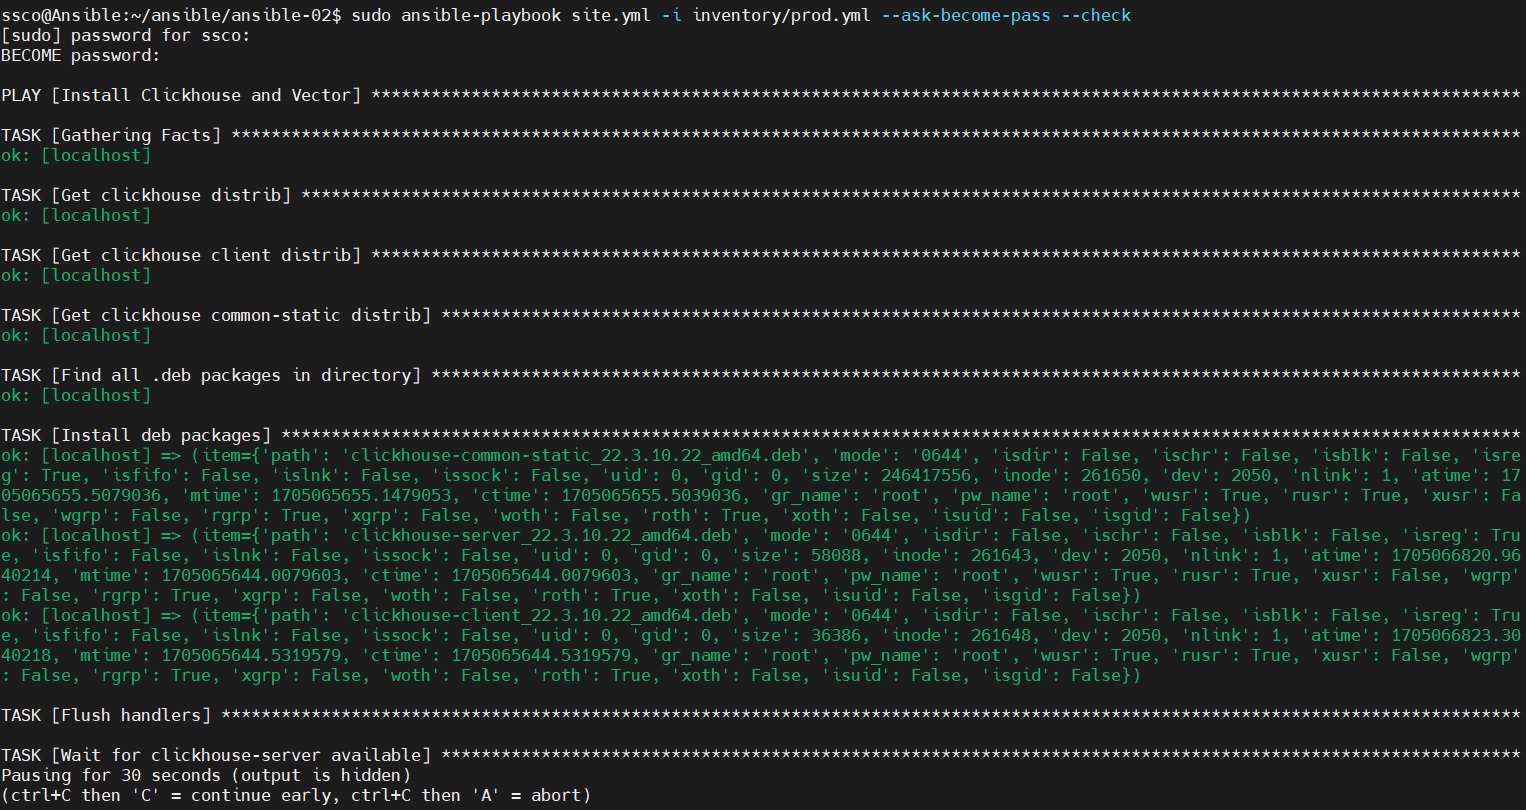 ssco@Ansible:~/ansible/ansible-02$ sudo ansible-playbook site.yml -i inventory/prod.yml --ask-become-pass --check
[sudo] password for ssco:
BECOME password:
PLAY [Install Clickhouse and Vector] *******************************************************************************************************************
TASK [Gathering Facts] *********************************************************************************************************************************
ok: [localhost]
TASK [Get clickhouse distrib] **************************************************************************************************************************
ok: [localhost]
TASK [Get clickhouse client distrib] *******************************************************************************************************************
ok: [localhost]
TASK [Get clickhouse common-static distrib] ************************************************************************************************************
ok: [localhost]
TASK [Find all .deb packages in directory] *************************************************************************************************************
ok: [localhost]
TASK [Install deb packages] ****************************************************************************************************************************
ok: [localhost] => (item={'path': 'clickhouse-common-static_22.3.10.22_amd64.deb', 'mode': '0644', 'isdir': False, 'ischr': False, 'isblk': False, 'isre
g': True, 'isfifo': False, 'islnk': False, 'issock': False, 'uid': 0, 'gid': 0, 'size': 246417556, 'inode': 261650, 'dev': 2050, 'nlink': 1, 'atime': 17
05065655.5079036, 'mtime': 1705065655.1479053, 'ctime': 1705065655.5039036, 'gr_name': 'root', 'pw_name': 'root', 'wusr': True, 'rusr': True, 'xusr': Fa
lse, 'wgrp': False, 'rgrp': True, 'xgrp': False, 'woth': False, 'roth': True, 'xoth': False, 'isuid': False, 'isgid': False})
ok: [localhost] => (item={'path': 'clickhouse-server_22.3.10.22_amd64.deb', 'mode': '0644', 'isdir': False, 'ischr': False, 'isblk': False, 'isreg': Tru
e, 'isfifo': False, 'islnk': False, 'issock': False, 'uid': 0, 'gid': 0, 'size': 58088, 'inode': 261643, 'dev': 2050, 'nlink': 1, 'atime': 1705066820.96
40214, 'mtime': 1705065644.0079603, 'ctime': 1705065644.0079603, 'gr_name': 'root', 'pw_name': 'root', 'wusr': True, 'rusr': True, 'xusr': False, 'wgrp'
: False, 'rgrp': True, 'xgrp': False, 'woth': False, 'roth': True, 'xoth': False, 'isuid': False, 'isgid': False})
ok: [localhost] => (item={'path': 'clickhouse-client_22.3.10.22_amd64.deb', 'mode': '0644', 'isdir': False, 'ischr': False, 'isblk': False, 'isreg': Tru
e, 'isfifo': False, 'islnk': False, 'issock': False, 'uid': 0, 'gid': 0, 'size': 36386, 'inode': 261648, 'dev': 2050, 'nlink': 1, 'atime': 1705066823.30
40218, 'mtime': 1705065644.5319579, 'ctime': 1705065644.5319579, 'gr_name': 'root', 'pw_name': 'root', 'wusr': True, 'rusr': True, 'xusr': False, 'wgrp'
: False, 'rgrp': True, 'xgrp': False, 'woth': False, 'roth': True, 'xoth': False, 'isuid': False, 'isgid': False})
TASK [Flush handlers] **********************************************************************************************************************************
TASK [Wait for clickhouse-server available] ************************************************************************************************************
Pausing for 30 seconds (output is hidden)
(ctrl+C then 'C' = continue early, ctrl+C then 'A' = abort)